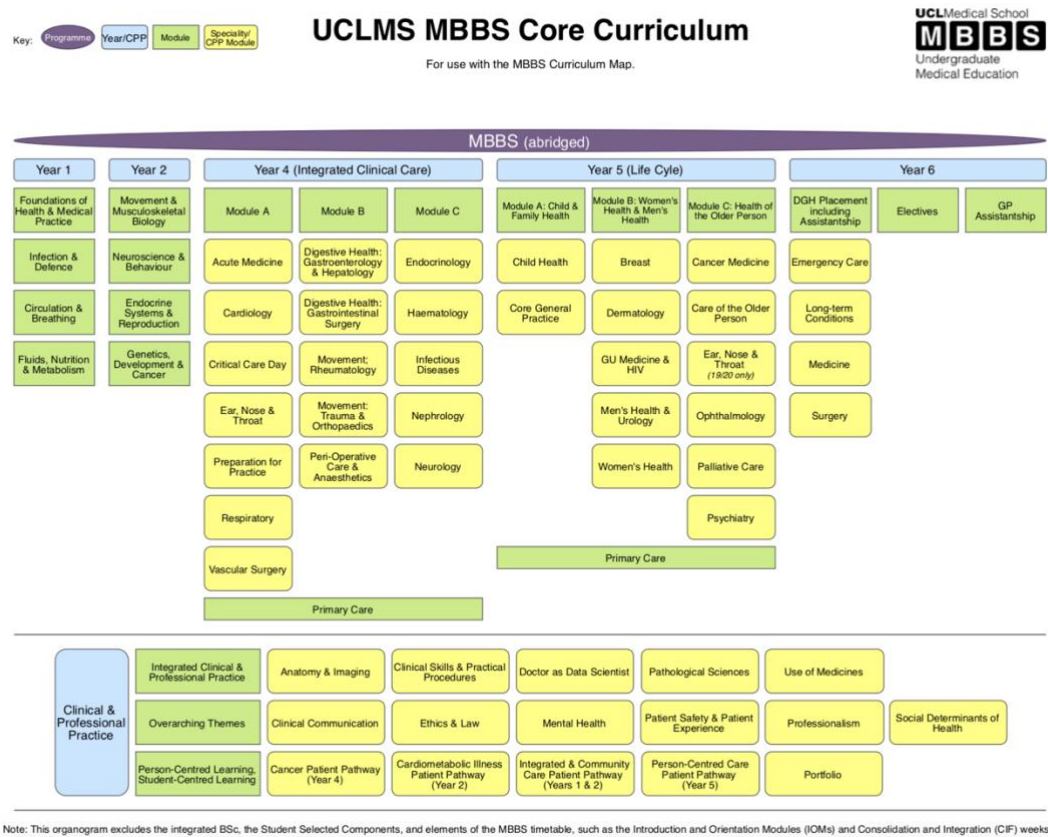 Key:
Programme
Year/CPP
Module
Speciality/
CPP Module
UCLMS MBBS Core Curriculum
For use with the MBBS Curriculum Map.
UCLMedical School
MBBS
Undergraduate
Medical Education
MBBS (abridged)
Year 1
Year 2
Year 4 (Integrated Clinical Care)
Year 5 (Life Cyle)
Year 6
Foundations of
Health & Medical
Practice
Movement &
Musculoskeletal
Biology
Module A
Module B
Module C
Module A: Child &
Family Health
Module B: Women's
Health & Men's
Health
Module C: Health of
the Older Person
DGH Placement
including
Assistantship
Electives
GP
Assistantship
Infection &
Defence
Neuroscience &
Behaviour
Acute Medicine
Digestive Health:
Gastroenterology
& Hepatology
Endocrinology
Child Health
Breast
Cancer Medicine
Emergency Care
Circulation &
Breathing
Endocrine
Systems &
Reproduction
Cardiology
Digestive Health:
Gastrointestinal
Surgery
Haematology
Core General
Practice
Dermatology
Care of the Older
Person
Long-term
Conditions
Fluids, Nutrition
& Metabolism
Genetics,
Development &
Cancer
Critical Care Day
Movement;
Rheumatology
Infectious
Diseases
GU Medicine &
HIV
Ear, Nose &
Throat
(19/20 only)
Medicine
Ear, Nose &
Throat
Movement:
Trauma &
Orthopaedics
Nephrology
Men's Health &
Urology
Ophthalmology
Surgery
Preparation for
Practice
Peri-Operative
Care &
Anaesthetics
Neurology
Women's Health
Palliative Care
Respiratory
Psychiatry
Vascular Surgery
Primary Care
Primary Care
Clinical &
Professional
Practice
Integrated Clinical &
Professional Practice
Anatomy & Imaging
Clinical Skills & Practical
Procedures
Doctor as Data Scientist
Pathological Sciences
Use of Medicines
Overarching Themes
Clinical Communication
Ethics & Law
Mental Health
Patient Safety & Patient
Experience
Professionalism
Social Determinants of
Health
Person-Centred Learning,
Student-Centred Learning
Cancer Patient Pathway
(Year 4)
Cardiometabolic Illness
Patient Pathway
(Year 2)
Integrated & Community
Care Patient Pathway
(Years 1 & 2)
Person-Centred Care
Patient Pathway
(Year 5)
Portfolio
Note: This organogram excludes the integrated BSc, the Student Selected Components, and elements of the MBBS timetable, such as the Introduction and Orientation Modules (IOMs) and Consolidation and Integration (CIF) weeks